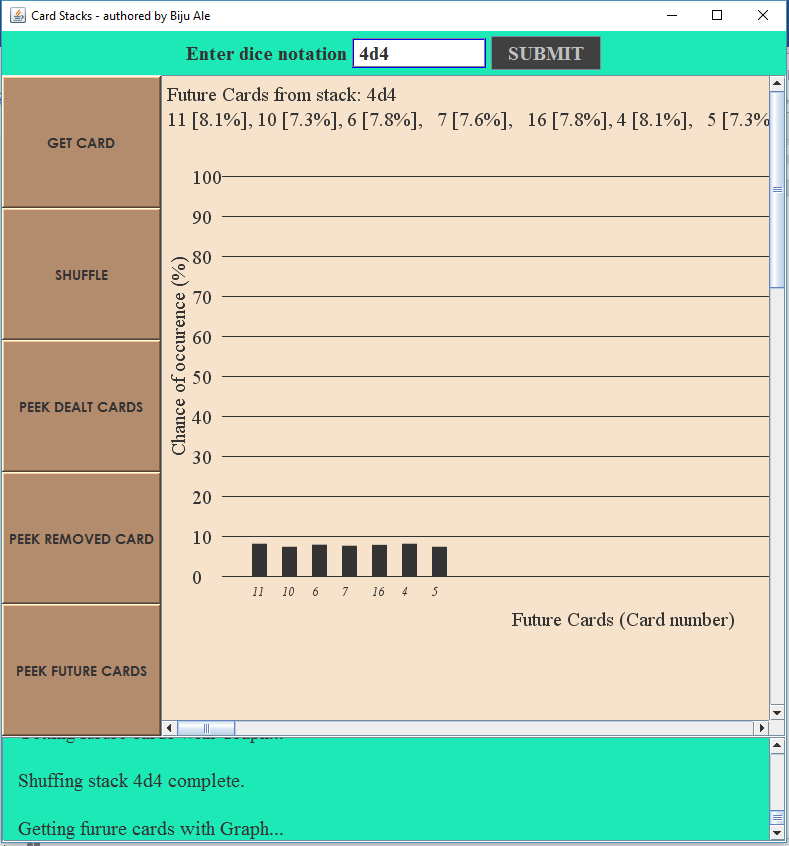 Card Stacks - authored by Biju Ale
Enter dice notation 4d4 SUBMIT
GET CARD
SHUFFLE
PEEK DEALT CARDS
PEEK REMOVED CARD
PEEK FUTURE CARDS
Future Cards from stack: 4d4
11 [8.1%], 10 [7.3%], 6 [7.8%], 7 [7.6%], 16 [7.8%], 4 [8.1%], 5 [7.3%
Chance of occurence (%)
100
90
80
70
60
50
40
30
20
10
0
11 10 6 7 16 4 5
Future Cards (Card number)
Shuffing stack 4d4 complete.
Getting furure cards with Graph...